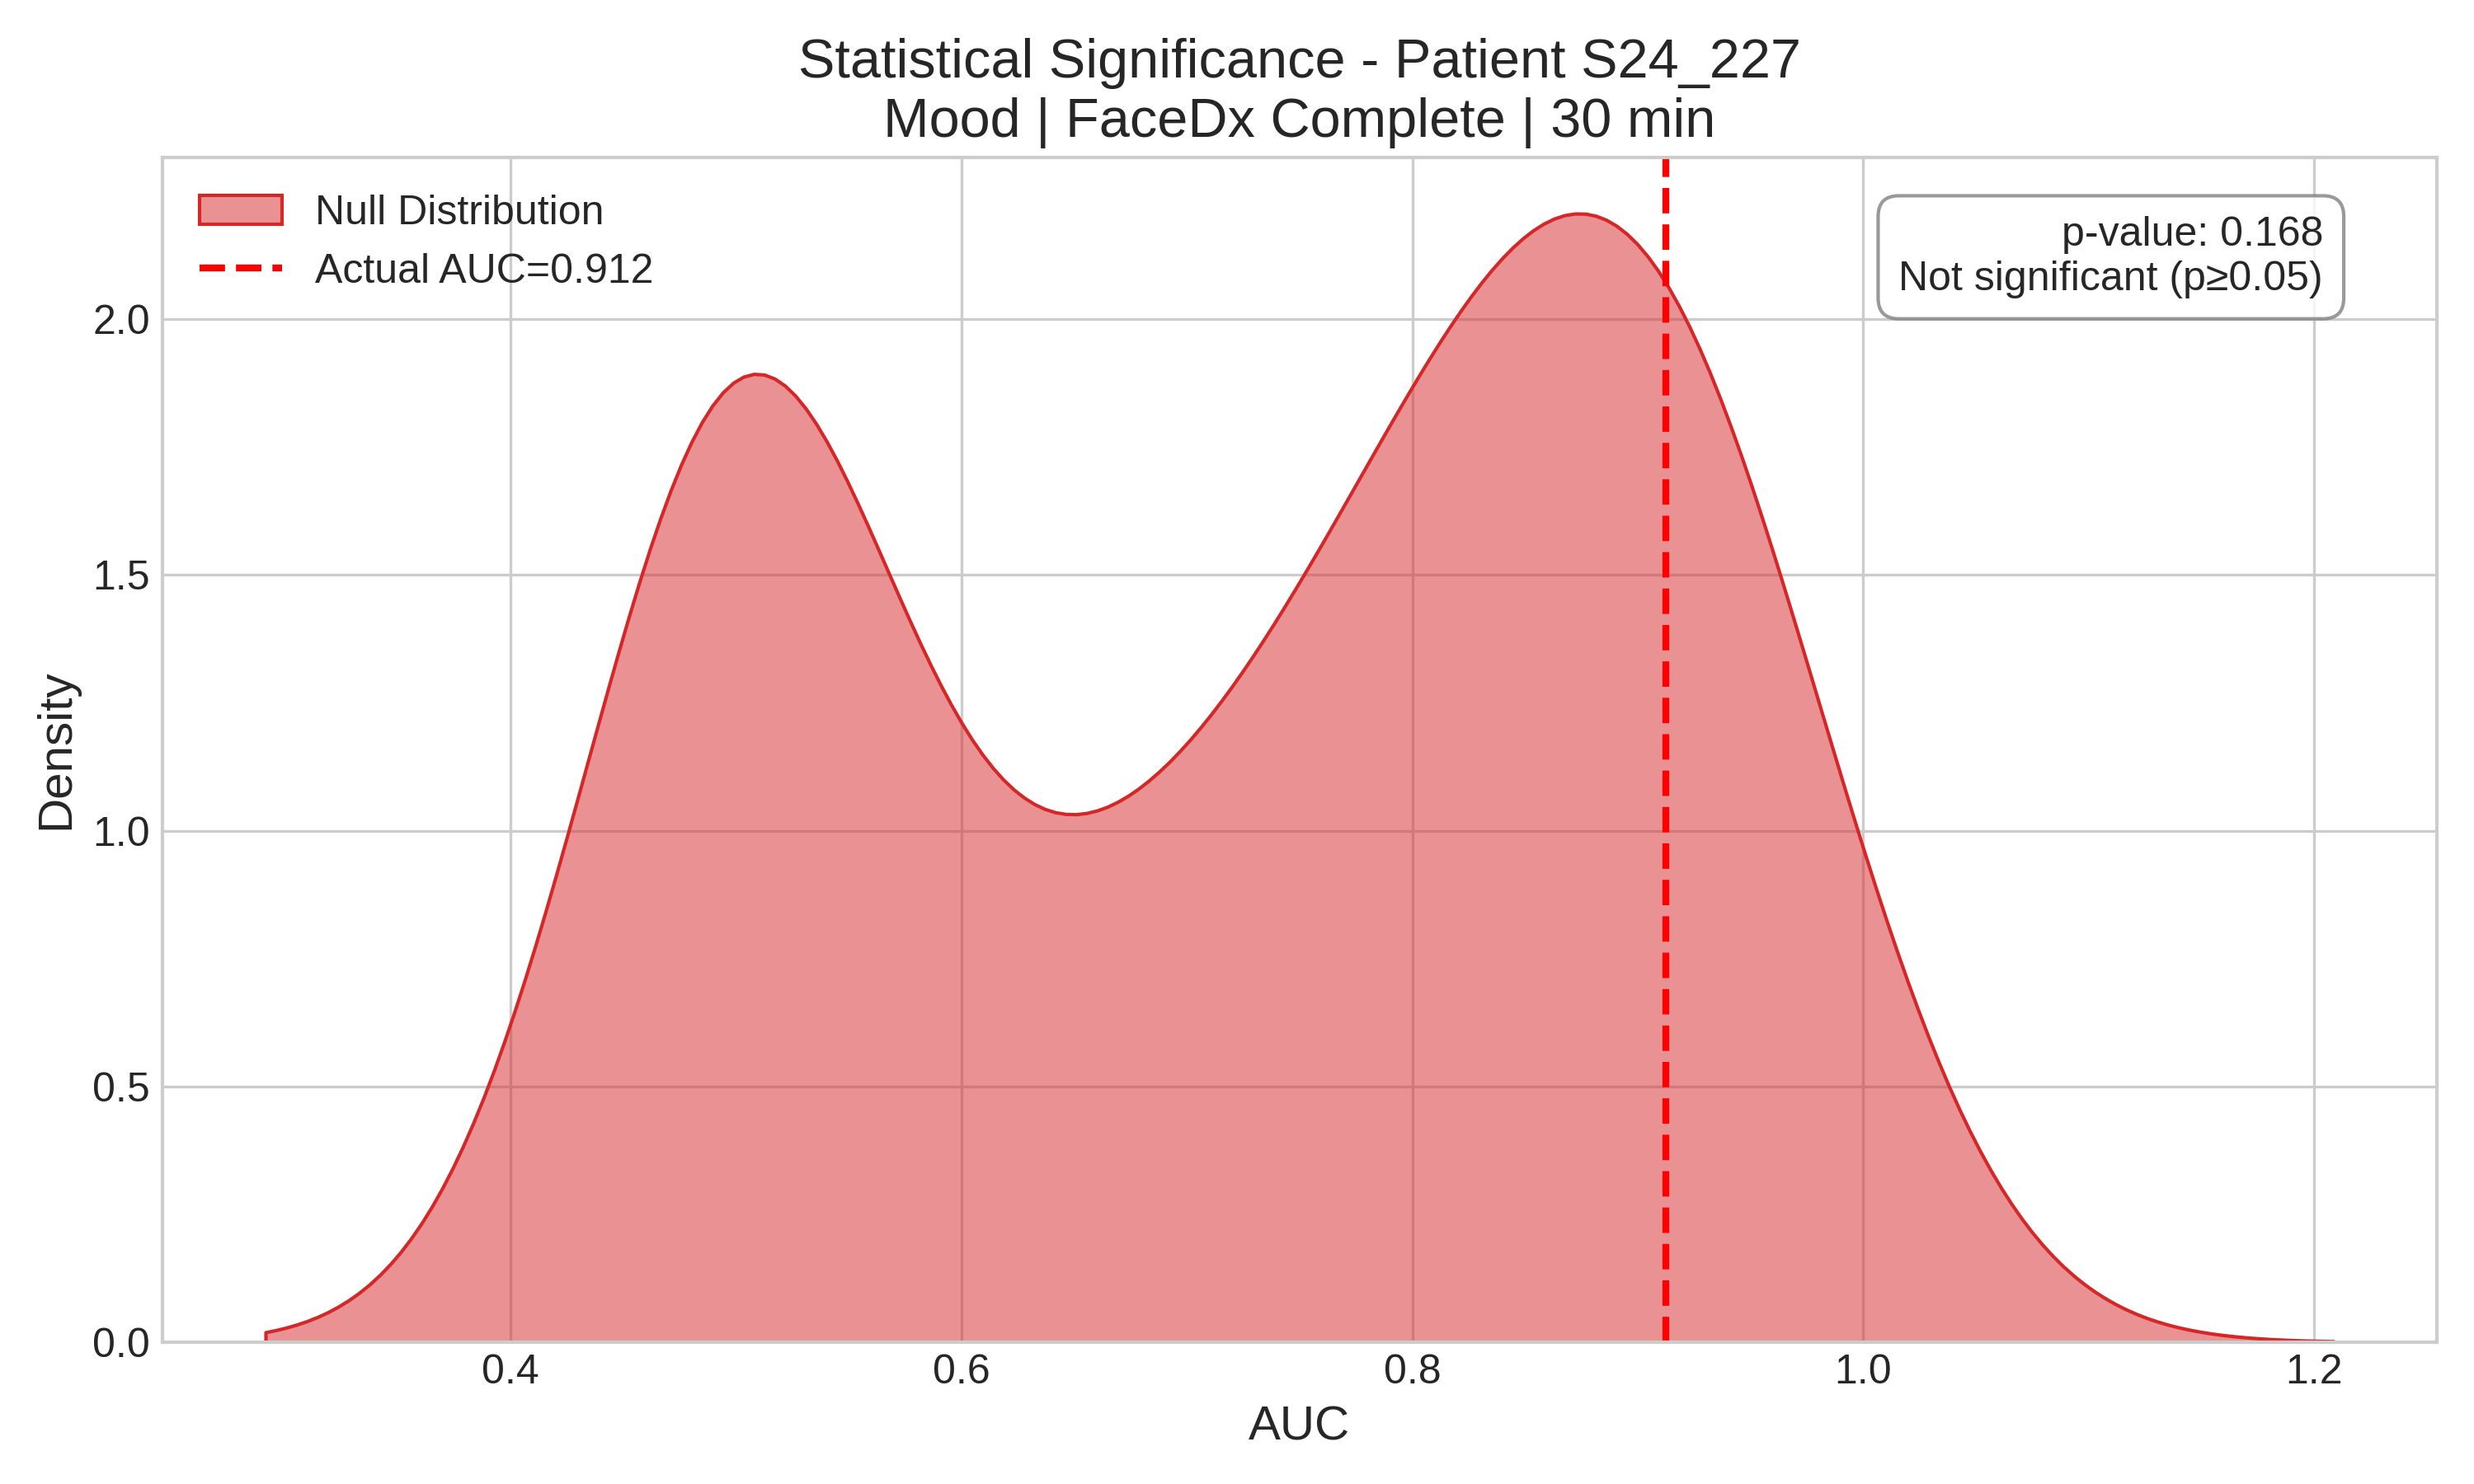 Statistical Significance - Patient S24_227
Mood | FaceDx Complete | 30 min
Null Distribution
Actual AUC=0.912
p-value: 0.168
Not significant (p≥0.05)
Density
2.0
1.5
1.0
0.5
0.0
0.4
0.6
0.8
1.0
1.2
AUC